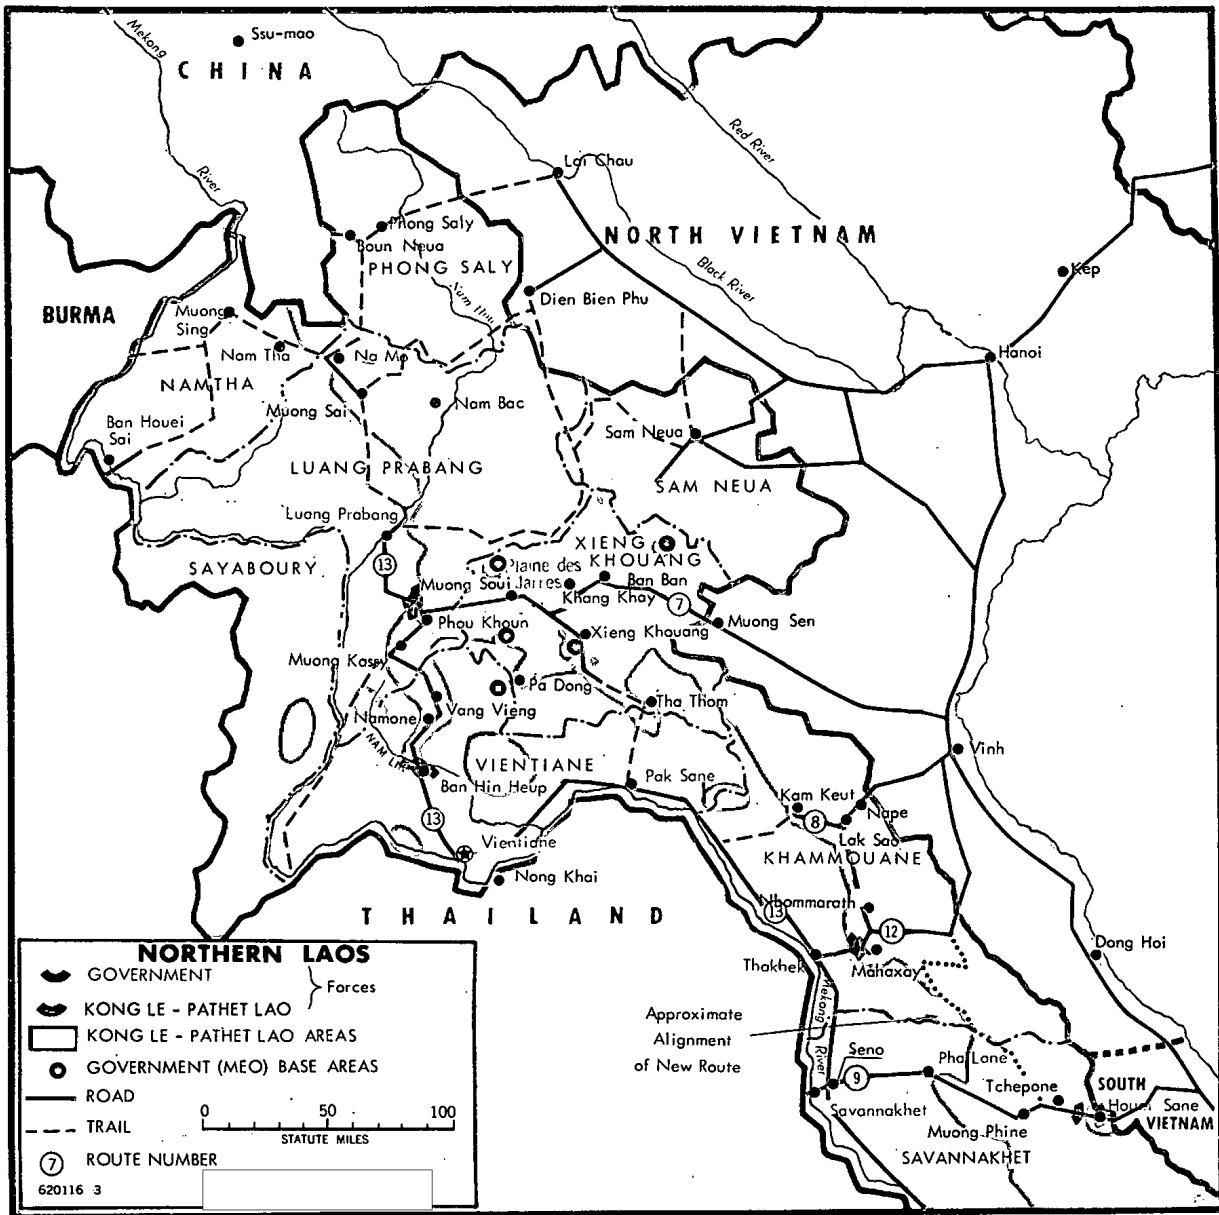 Ssu-mao
Mekong
CHINA
River
Red River
Lai Chau
Phong Saly
Boun Neua
PHONG SALY
NORTH VIETNAM
Black River
Kep
Nam Hou
Dien Bien Phu
BURMA
Muong
Sing
Nam Tha
Na Mo
Hanoi
NAMTHA
Muong Sai
Nam Bac
Ban Houei
Sai
Sam Neua
LUANG PRABANG
SAM NEUA
Luang Prabang
XIENG
KHOUANG
SAYABOURY
13
Plaine des
Jarres
Muong Soui
Ban Ban
Khang Khay
7
Phou Khoun
Xieng Khouang
Muong Sen
Muong Kassy
Pa Dong
Tha Thom
Vang Vieng
Namone
NAM LIK
VIENTIANE
Vinh
Ban Hin Heup
Pak Sane
Kam Keut
Nape
8
13
Lak Sao
Vientiane
KHAMMOUANE
Nong Khai
THAILAND
Nhommarath
13
12
Thakhek
Mahaxay
Dong Hoi
Mekong River
Approximate
Alignment
of New Route
Seno
9
Pha Lane
Tchepone
SOUTH
VIETNAM
Houei Sane
Savannakhet
Muong Phine
SAVANNAKHET
NORTHERN LAOS
GOVERNMENT
Forces
KONG LE - PATHET LAO
KONG LE - PATHET LAO AREAS
GOVERNMENT (MEO) BASE AREAS
ROAD
0 50 100
TRAIL
STATUTE MILES
7 ROUTE NUMBER
620116 3